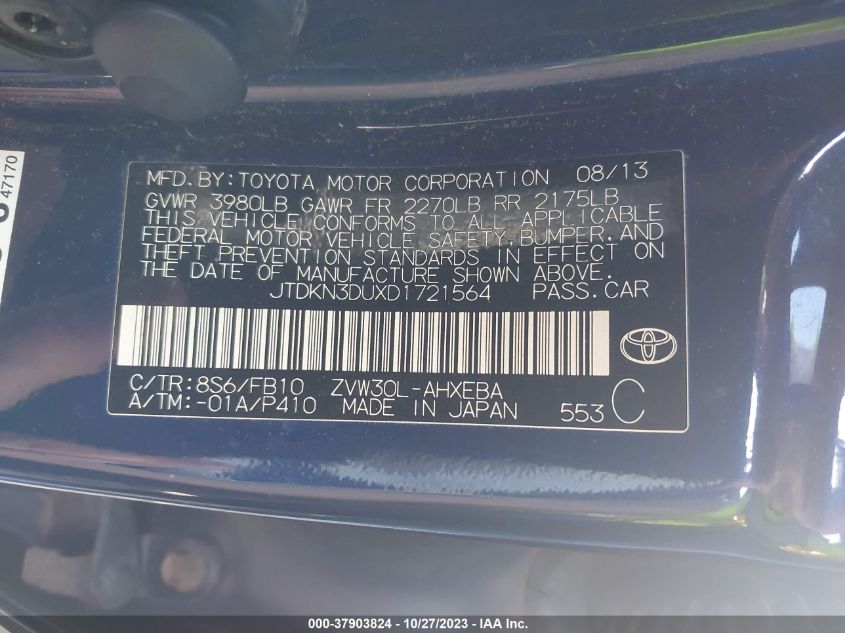 MFD.BY:TOYOTA MOTOR CORPORATION 08/13
GVWR 3980LB GAWR FR 2270LB RR 2175LB
THIS VEHICLE CONFORMS TO ALL APPLICABLE
FEDERAL MOTOR VEHICLE SAFETY,BUMPER,AND
THEFT PREVENTION STANDARDS IN EFFECT ON
THE DATE OF MANUFACTURE SHOWN ABOVE.
JTDKN3DUXD1721564 PASS.CAR
C/TR:8S6/FB10 ZVW30L-AHXEBA
A/TM:-01A/P410 MADE IN JAPAN 553 C
47170
000-37903824 | 10/27/2023 | IAA Inc.